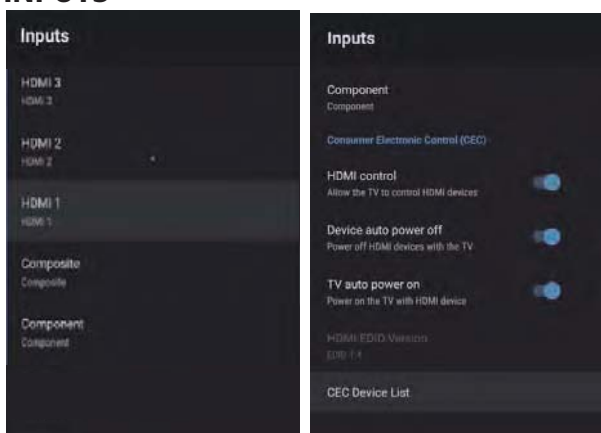 INPUTS
Inputs
HDMI 3
HDMI 3
HDMI 2
HDMI 2
HDMI 1
HDMI 1
Composite
Composite
Component
Component
Inputs
Component
Component
Consumer Electronic Control (CEC)
HDMI control
Allow the TV to control HDMI devices
Device auto power off
Power off HDMI devices with the TV
TV auto power on
Power on the TV with HDMI device
HDMI EDID Version
EDID 1.4
CEC Device List